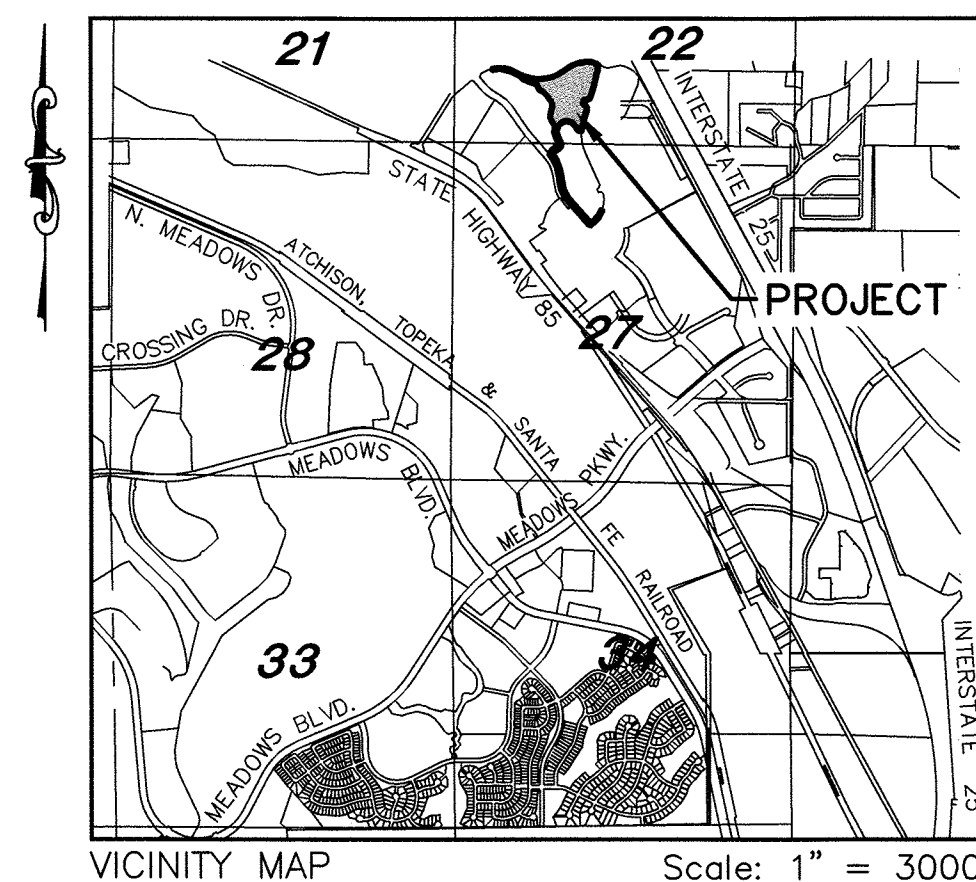 21
22
INTERSTATE 25
STATE HIGHWAY 85
N. MEADOWS DR.
ATCHISON, TOPEKA & SANTA FE RAILROAD
PROJECT
CROSSING DR.
28
27
MEADOWS BLVD.
MEADOWS PKWY.
33
34
MEADOWS BLVD.
INTERSTATE 25
VICINITY MAP
Scale: 1" = 3000